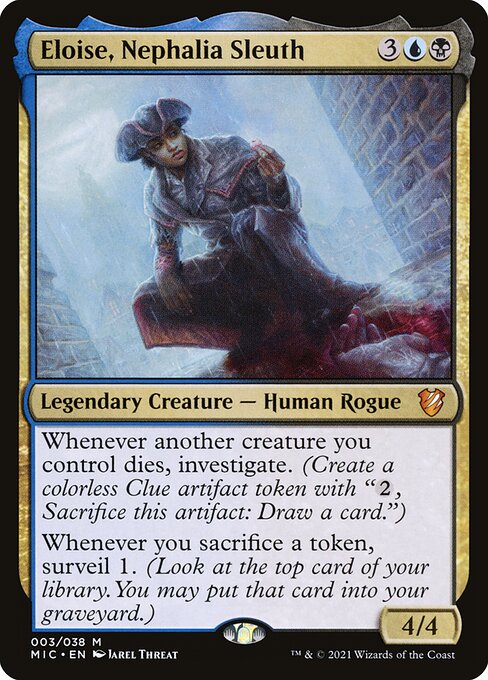 Eloise, Nephalia Sleuth 3
Legendary Creature — Human Rogue
Whenever another creature you
control dies, investigate. (Create a
colorless Clue artifact token with “2,
Sacrifice this artifact: Draw a card.”)
Whenever you sacrifice a token,
surveil 1. (Look at the top card of your
library. You may put that card into your
graveyard.)
4/4
003/038 M
MIC • EN JAREL THREAT
™ & © 2021 Wizards of the Coast